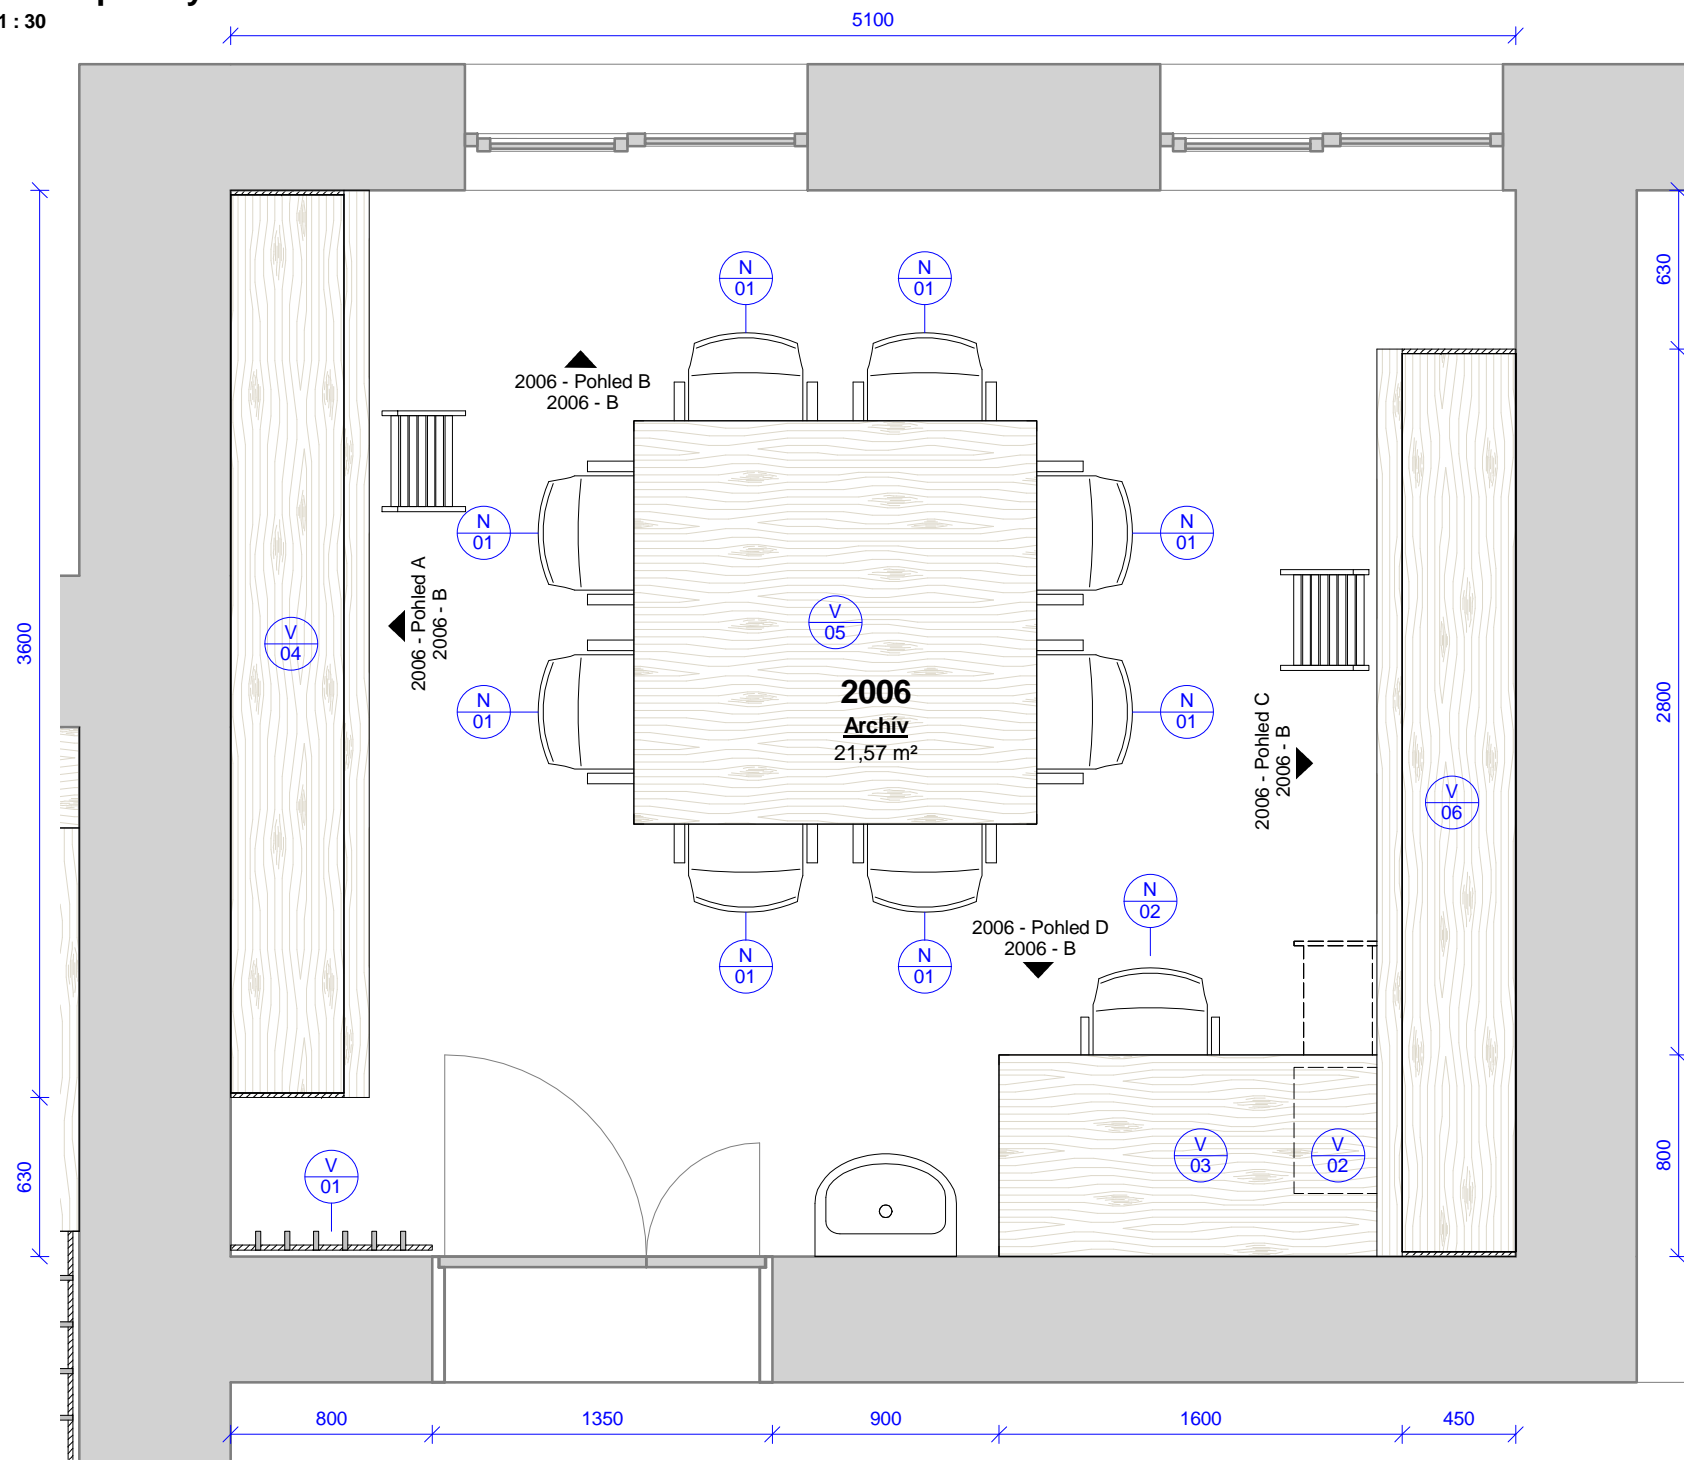 1 : 30
5100
630
N
01
N
01
2006 - Pohled B
2006 - B
N
01
N
01
2006 - Pohled A
2006 - B
3600
V
04
V
05
2006
Archív
21,57 m²
N
01
N
01
2006 - Pohled C
2006 - B
2800
V
06
N
02
2006 - Pohled D
2006 - B
N
01
N
01
630
V
01
V
03
V
02
800
800
1350
900
1600
450